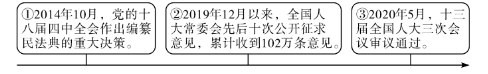 ①2014年10月，党的十
八届四中全会作出编纂
民法典的重大决策。
②2019年12月以来，全国人
大常委会先后十次公开征求
意见，累计收到102万条意见。
③2020年5月，十三
届全国人大三次会
议审议通过。